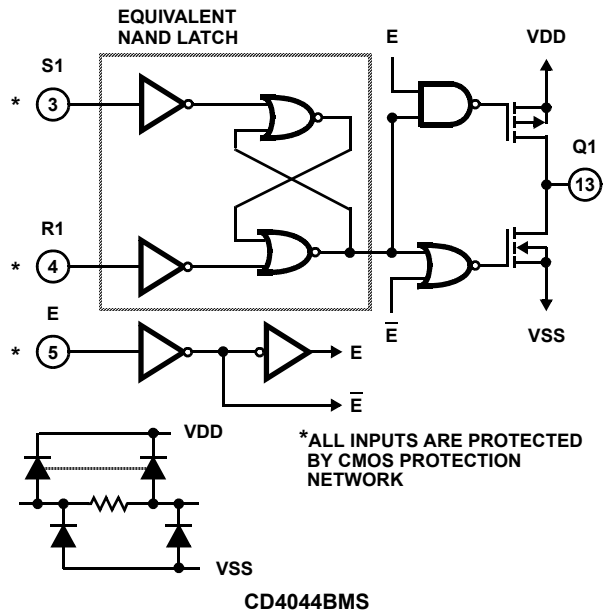 EQUIVALENT
NAND LATCH
E
VDD
S1
* 3
Q1
13
R1
* 4
E
VSS
E
* 5
E
E
VDD
*ALL INPUTS ARE PROTECTED
BY CMOS PROTECTION
NETWORK
VSS
CD4044BMS